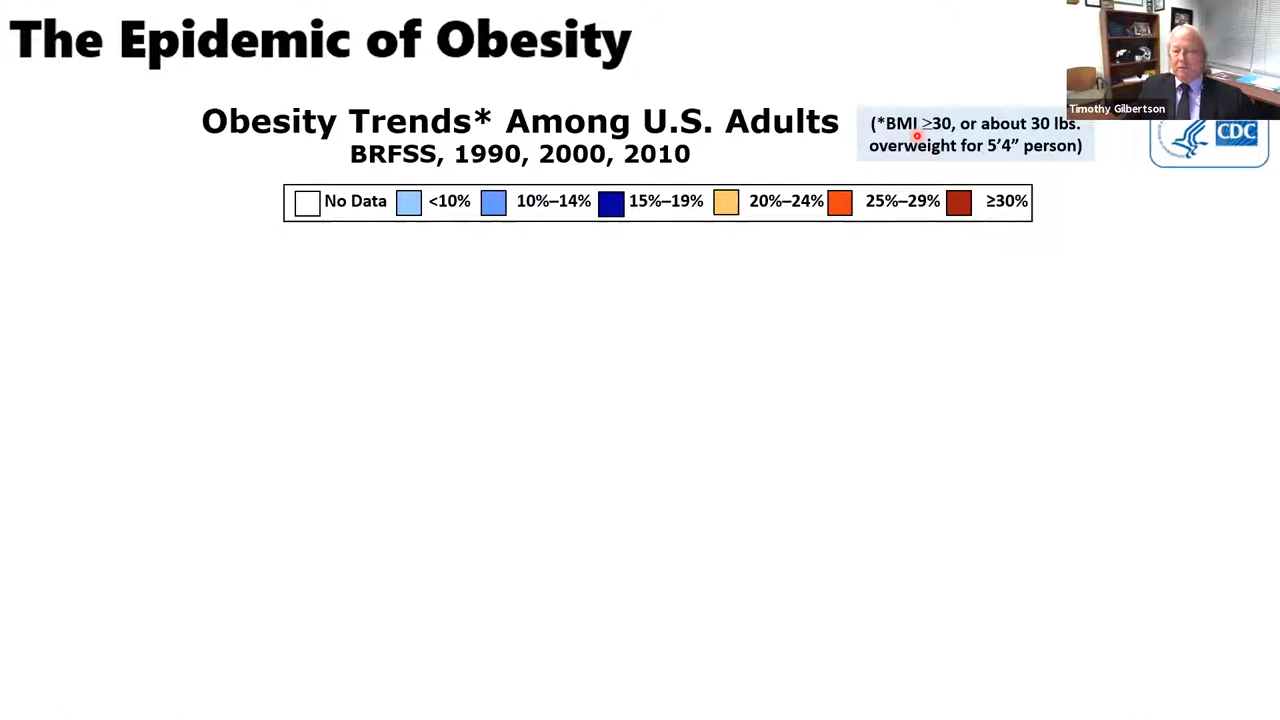 The Epidemic of Obesity
Timothy Gilbertson
Obesity Trends* Among U.S. Adults
BRFSS, 1990, 2000, 2010
(*BMI ≥30, or about 30 lbs.
overweight for 5’4” person)
CDC
No Data <10% 10%–14% 15%–19% 20%–24% 25%–29% ≥30%